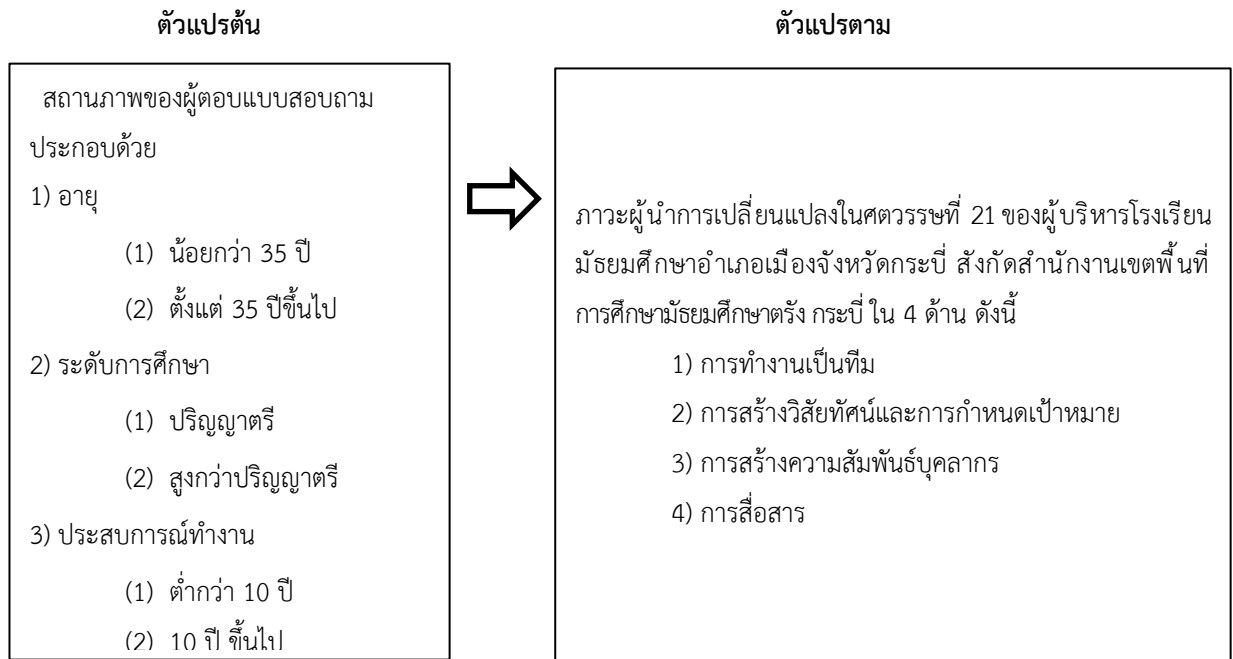 ตัวแปรต้น
ตัวแปรตาม
สถานภาพของผู้ตอบแบบสอบถาม
ประกอบด้วย
1) อายุ
(1) น้อยกว่า 35 ปี
(2) ตั้งแต่ 35 ปีขึ้นไป
2) ระดับการศึกษา
(1) ปริญญาตรี
(2) สูงกว่าปริญญาตรี
3) ประสบการณ์ทำงาน
(1) ต่ำกว่า 10 ปี
(2) 10 ปี ขึ้นไป
ภาวะผู้นำการเปลี่ยนแปลงในศตวรรษที่ 21 ของผู้บริหารโรงเรียน
มัธยมศึกษาอำเภอเมืองจังหวัดกระบี่ สังกัดสำนักงานเขตพื้นที่
การศึกษามัธยมศึกษาตรัง กระบี่ ใน 4 ด้าน ดังนี้
1) การทำงานเป็นทีม
2) การสร้างวิสัยทัศน์และการกำหนดเป้าหมาย
3) การสร้างความสัมพันธ์บุคลากร
4) การสื่อสาร